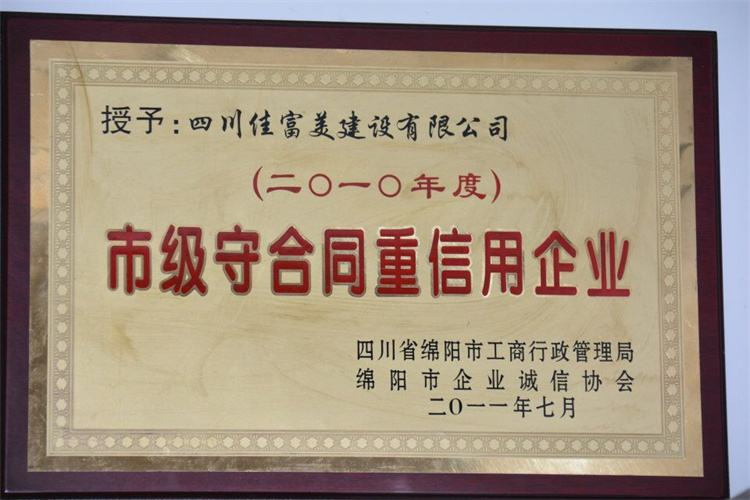 授予：四川佳富美建设有限公司
（二〇一〇年度）
市级守合同重信用企业
四川省绵阳市工商行政管理局
绵阳市企业诚信协会
二〇一一年七月